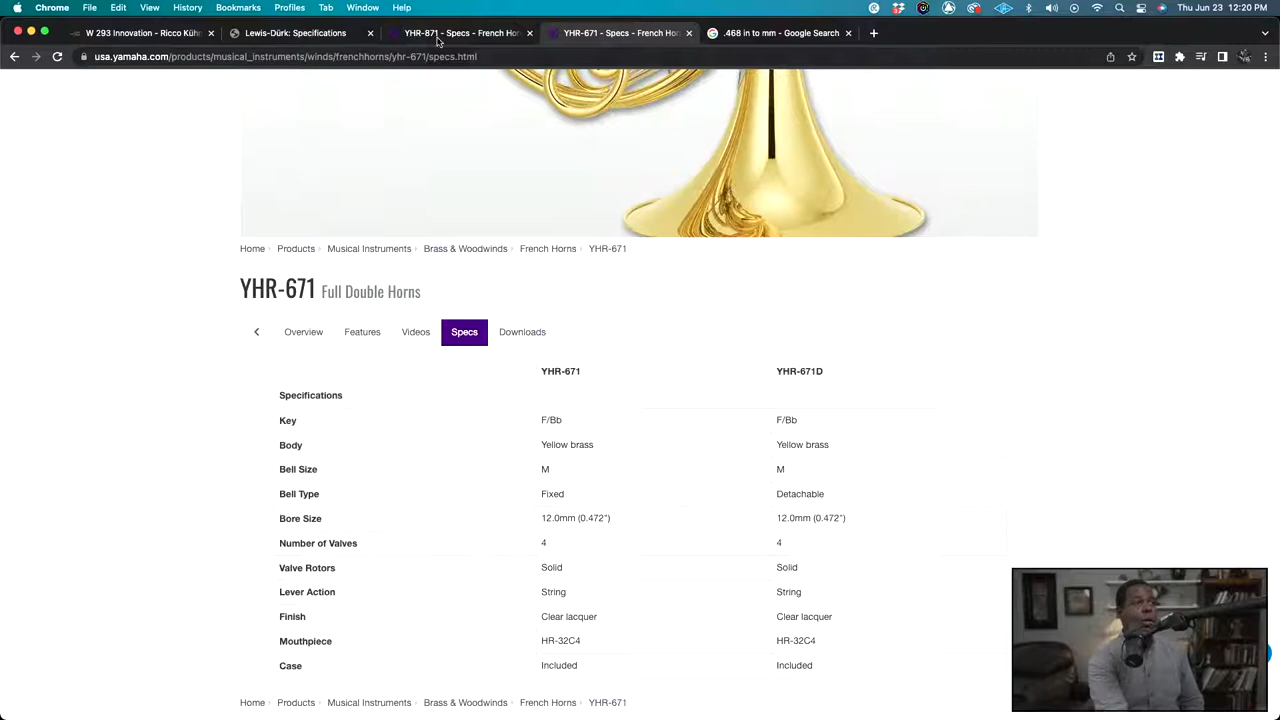 Chrome File Edit View History Bookmarks Profiles Tab Window Help Thu Jan 13 21:20 PM
W 293 Innovation - Ricco Kühn Lewis-Dürk: Specifications YHR-871 - Specs - French Hor YHR-671 - Specs - French Hor .468 in to mm - Google Search
usa.yamaha.com/products/musical_instruments/winds/frenchhorns/yhr-671/specs.html
Home › Products › Musical Instruments › Brass & Woodwinds › French Horns › YHR-671
YHR-671 Full Double Horns
Overview Features Videos Specs Downloads
YHR-671 YHR-671D
Specifications
Key F/Bb F/Bb
Body Yellow brass Yellow brass
Bell Size M M
Bell Type Fixed Detachable
Bore Size 12.0mm (0.472") 12.0mm (0.472")
Number of Valves 4 4
Valve Rotors Solid Solid
Lever Action String String
Finish Clear lacquer Clear lacquer
Mouthpiece HR-32C4 HR-32C4
Case Included Included
Home › Products › Musical Instruments › Brass & Woodwinds › French Horns › YHR-671